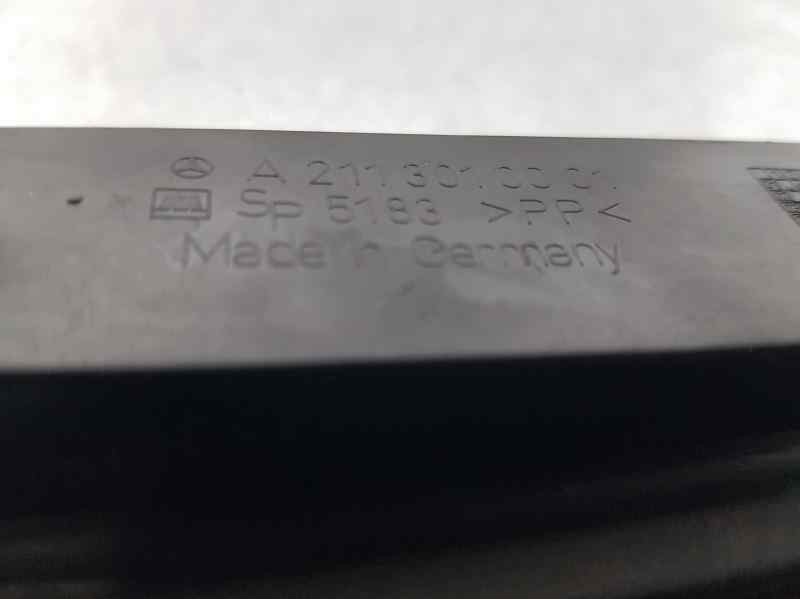 A 211 301 00 01
Sp 5183 >PP<
Made in Germany